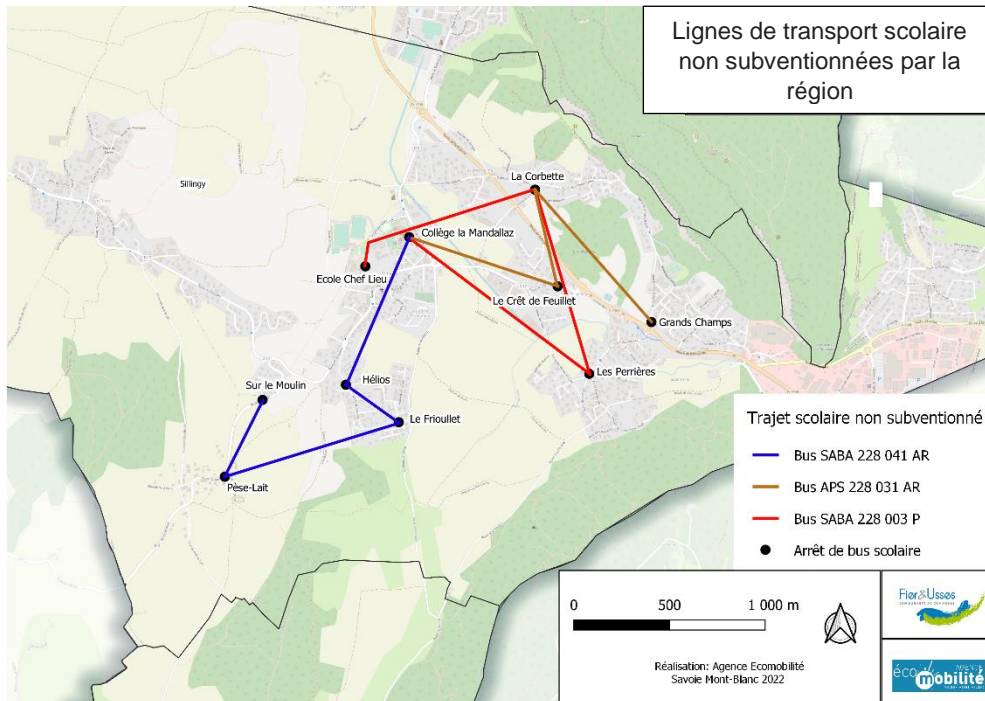 Lignes de transport scolaire
non subventionnées par la
région
La Corbette
Sillingy
Collège la Mandallaz
Ecole Chef Lieu
Le Crêt de Feuillet
Grands Champs
Les Perrières
Hélios
Sur le Moulin
Le Frioullet
Pèse-Lait
Trajet scolaire non subventionné
Bus SABA 228 041 AR
Bus APS 228 031 AR
Bus SABA 228 003 P
Arrêt de bus scolaire
0 500 1 000 m
Réalisation: Agence Ecomobilité
Savoie Mont-Blanc 2022
Fier&Usses
éco
AGENCE
mobilité